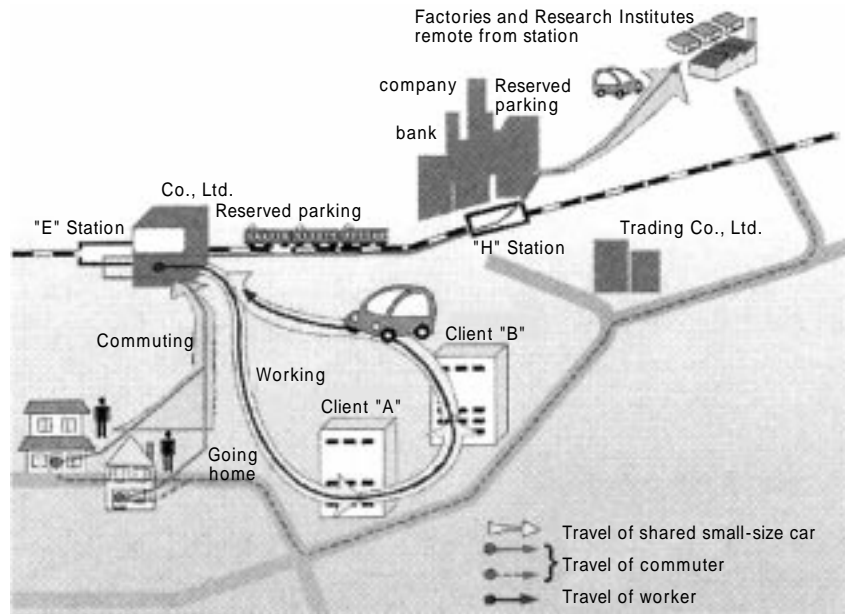 Factories and Research Institutes
remote from station
company
Reserved
parking
bank
Co., Ltd.
"E" Station
Reserved parking
"H" Station
Trading Co., Ltd.
Commuting
Client "B"
Working
Client "A"
Going
home
Travel of shared small-size car
Travel of commuter
Travel of worker